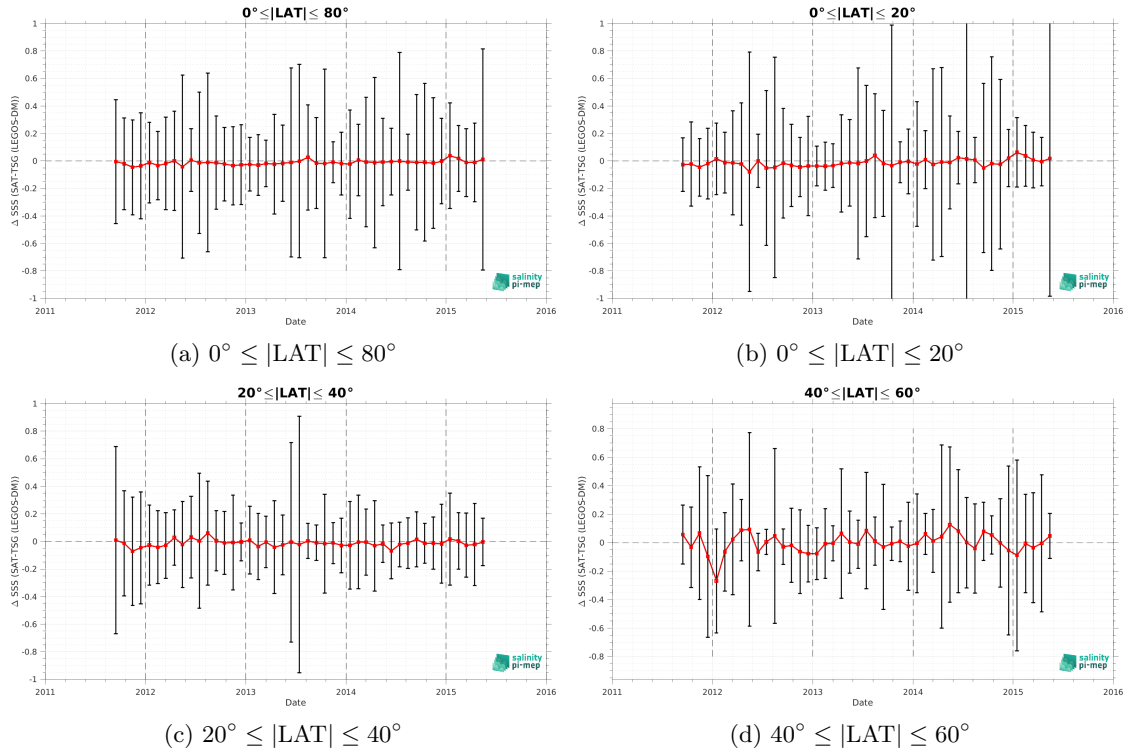 0°≤|LAT|≤ 80°
1
0.8
0.6
0.4
0.2
0
-0.2
-0.4
-0.6
-0.8
-1
Δ SSS (SAT-TSG (LEGOS-DM))
2011 2012 2013 2014 2015 2016
Date
salinity
pi-mep
(a) 0° ≤ |LAT| ≤ 80°
0°≤|LAT|≤ 20°
1
0.8
0.6
0.4
0.2
0
-0.2
-0.4
-0.6
-0.8
-1
Δ SSS (SAT-TSG (LEGOS-DM))
2011 2012 2013 2014 2015 2016
Date
salinity
pi-mep
(b) 0° ≤ |LAT| ≤ 20°
20°≤|LAT|≤ 40°
1
0.8
0.6
0.4
0.2
0
-0.2
-0.4
-0.6
-0.8
-1
Δ SSS (SAT-TSG (LEGOS-DM))
2011 2012 2013 2014 2015 2016
Date
salinity
pi-mep
(c) 20° ≤ |LAT| ≤ 40°
40°≤|LAT|≤ 60°
0.8
0.6
0.4
0.2
0
-0.2
-0.4
-0.6
-0.8
Δ SSS (SAT-TSG (LEGOS-DM))
2011 2012 2013 2014 2015 2016
Date
salinity
pi-mep
(d) 40° ≤ |LAT| ≤ 60°